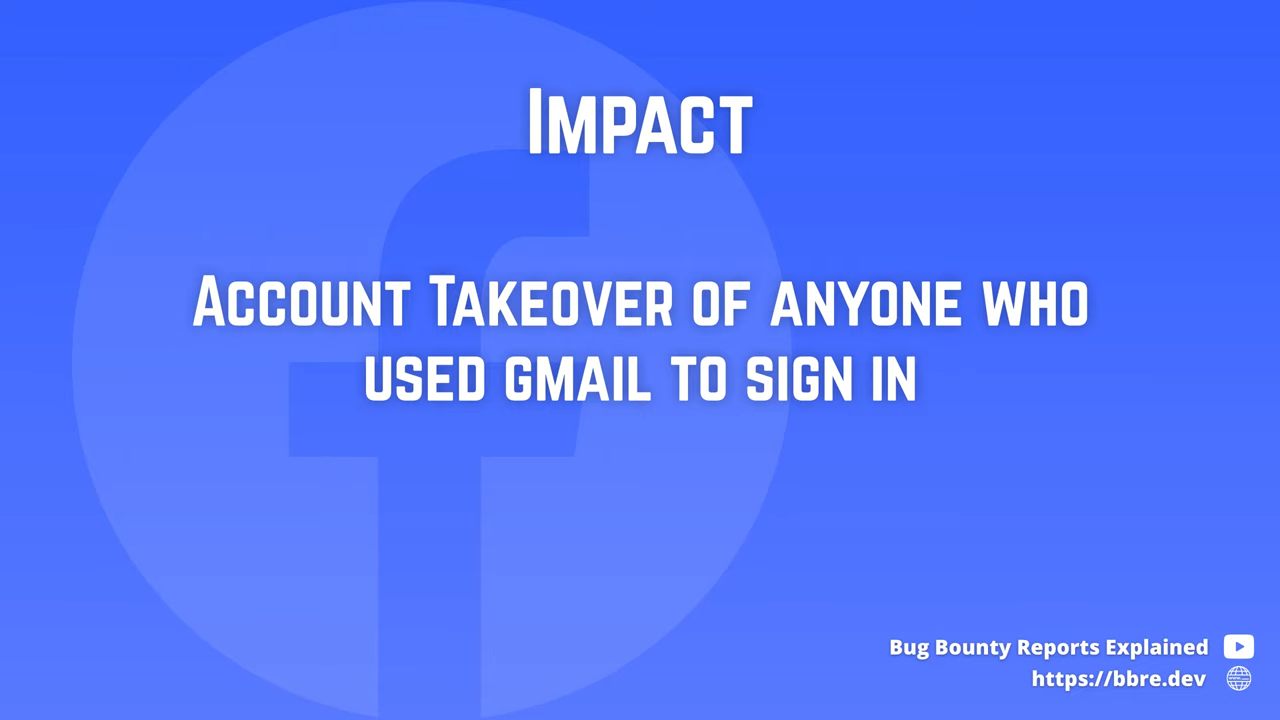 Impact
Account Takeover of anyone who
used gmail to sign in
Bug Bounty Reports Explained
https://bbre.dev